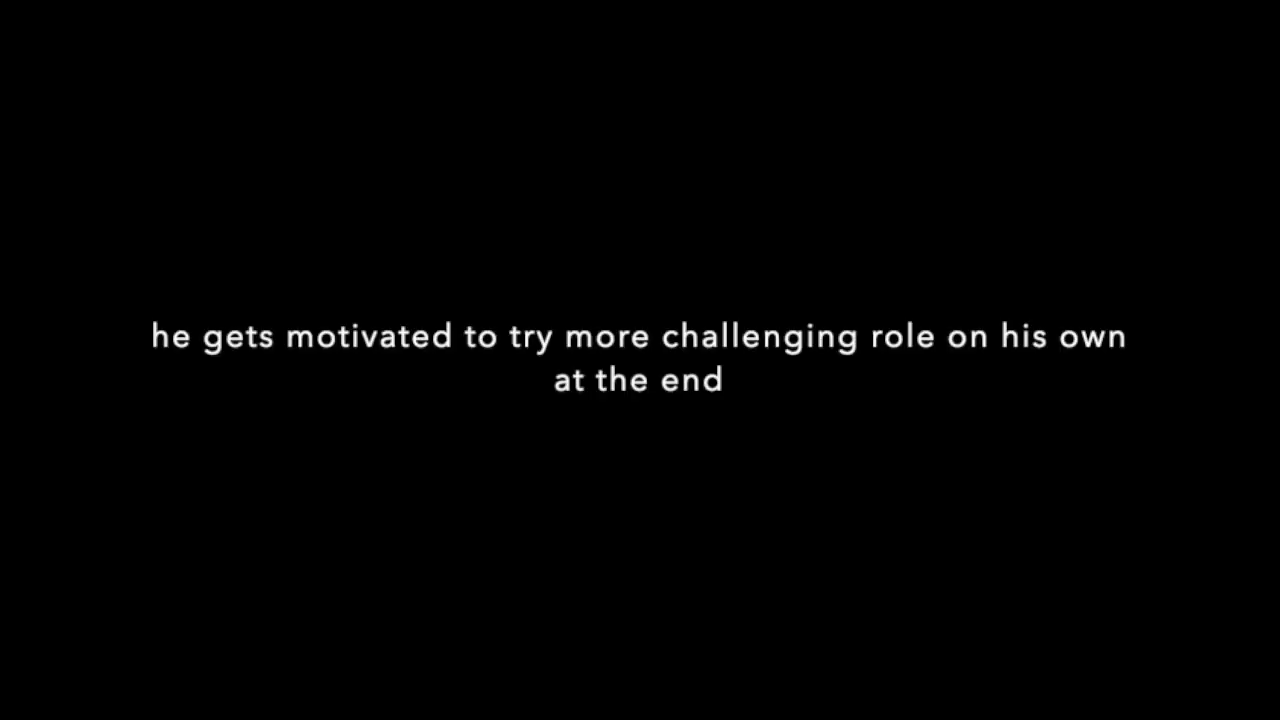 he gets motivated to try more challenging role on his own
at the end